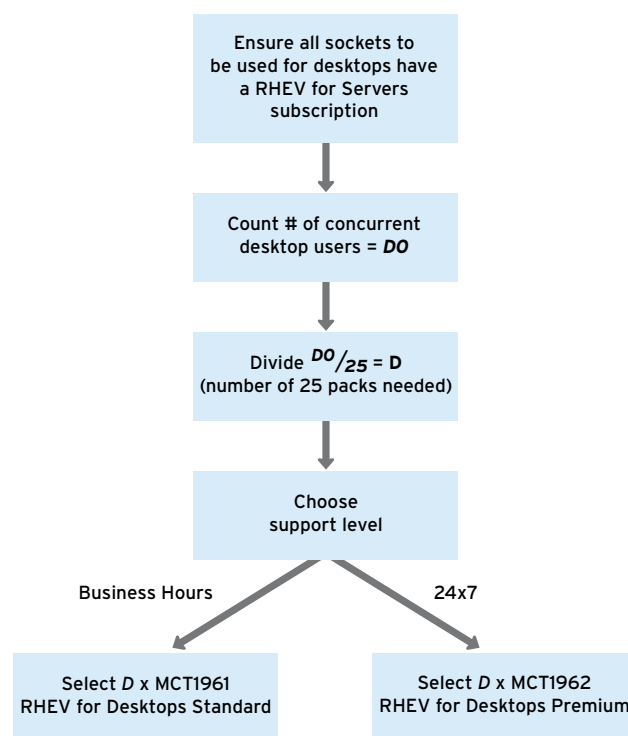 Ensure all sockets to
be used for desktops have
a RHEV for Servers
subscription
Count # of concurrent
desktop users = DO
Divide DO/25 = D
(number of 25 packs needed)
Choose
support level
Business Hours
24x7
Select D x MCT1961
RHEV for Desktops Standard
Select D x MCT1962
RHEV for Desktops Premium